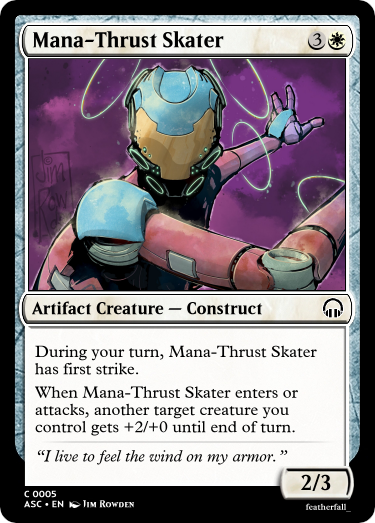 Mana-Thrust Skater 3
Artifact Creature — Construct
During your turn, Mana-Thrust Skater
has first strike.
When Mana-Thrust Skater enters or
attacks, another target creature you
control gets +2/+0 until end of turn.
“I live to feel the wind on my armor.”
2/3
C 0005
ASC • EN Jim Rowden
featherfall_